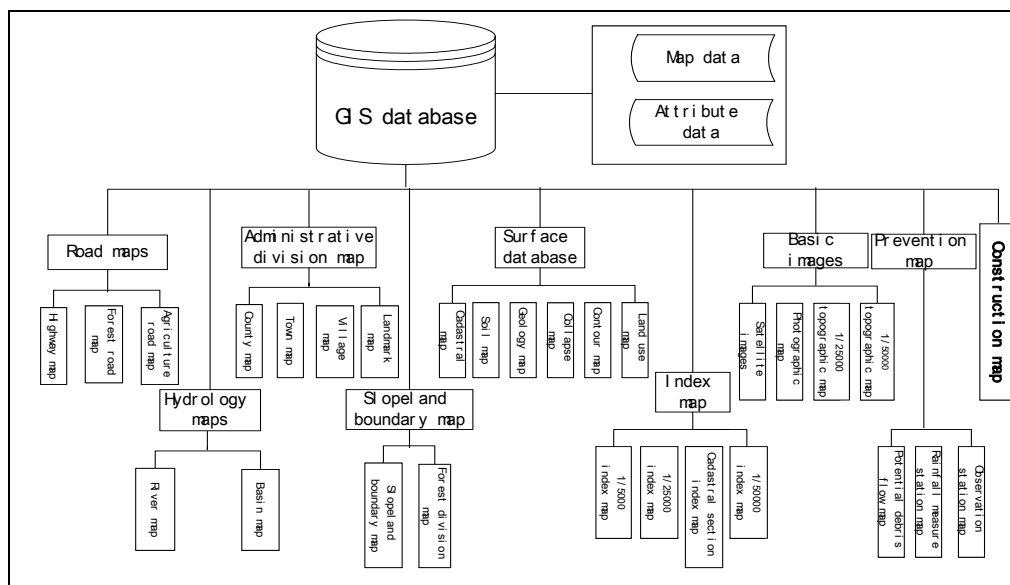 GIS database
Map data
Attribute
data
Road maps
Administrative
division map
Surface
database
Basic
images
Prevention
map
Construction map
Highway map
Forest road
map
Agriculture
road map
County map
Town map
Village
map
Landmark
map
Cadastral
map
Soil map
Geology map
Collapse
map
Contour map
Land use
map
Satellite
images
Photographic
map
1/25000
topographic map
1/50000
topographic map
Hydrology
maps
Slopeland
boundary map
Index
map
River map
Basin map
Slopeland
boundary map
Forest division
map
1/5000
index map
1/25000
index map
Cadastral section
index map
1/50000
index map
Potential debris
flow map
Rainfall measure
station map
Observation
station map